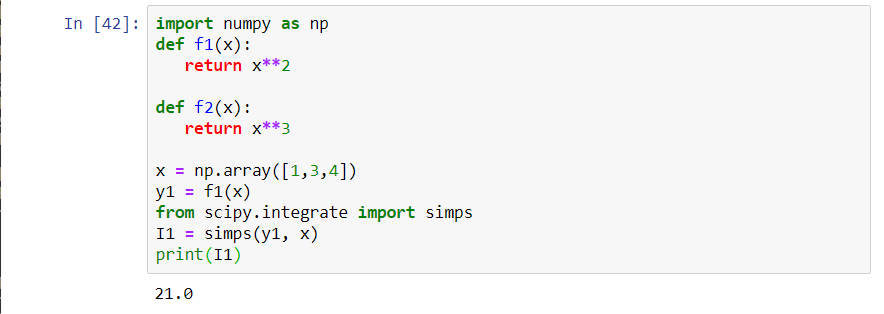 In [42]: import numpy as np
def f1(x):
   return x**2

def f2(x):
   return x**3

x = np.array([1,3,4])
y1 = f1(x)
from scipy.integrate import simps
I1 = simps(y1, x)
print(I1)
21.0